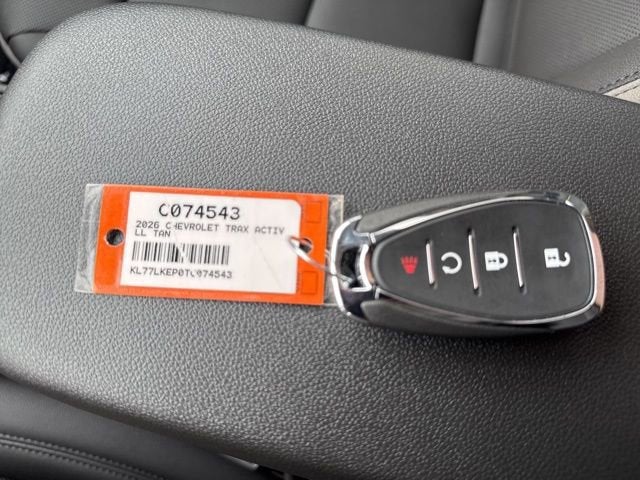 C074543
2026 CHEVROLET TRAX ACTIV
LL TAN
KL77LKEP0TC074543